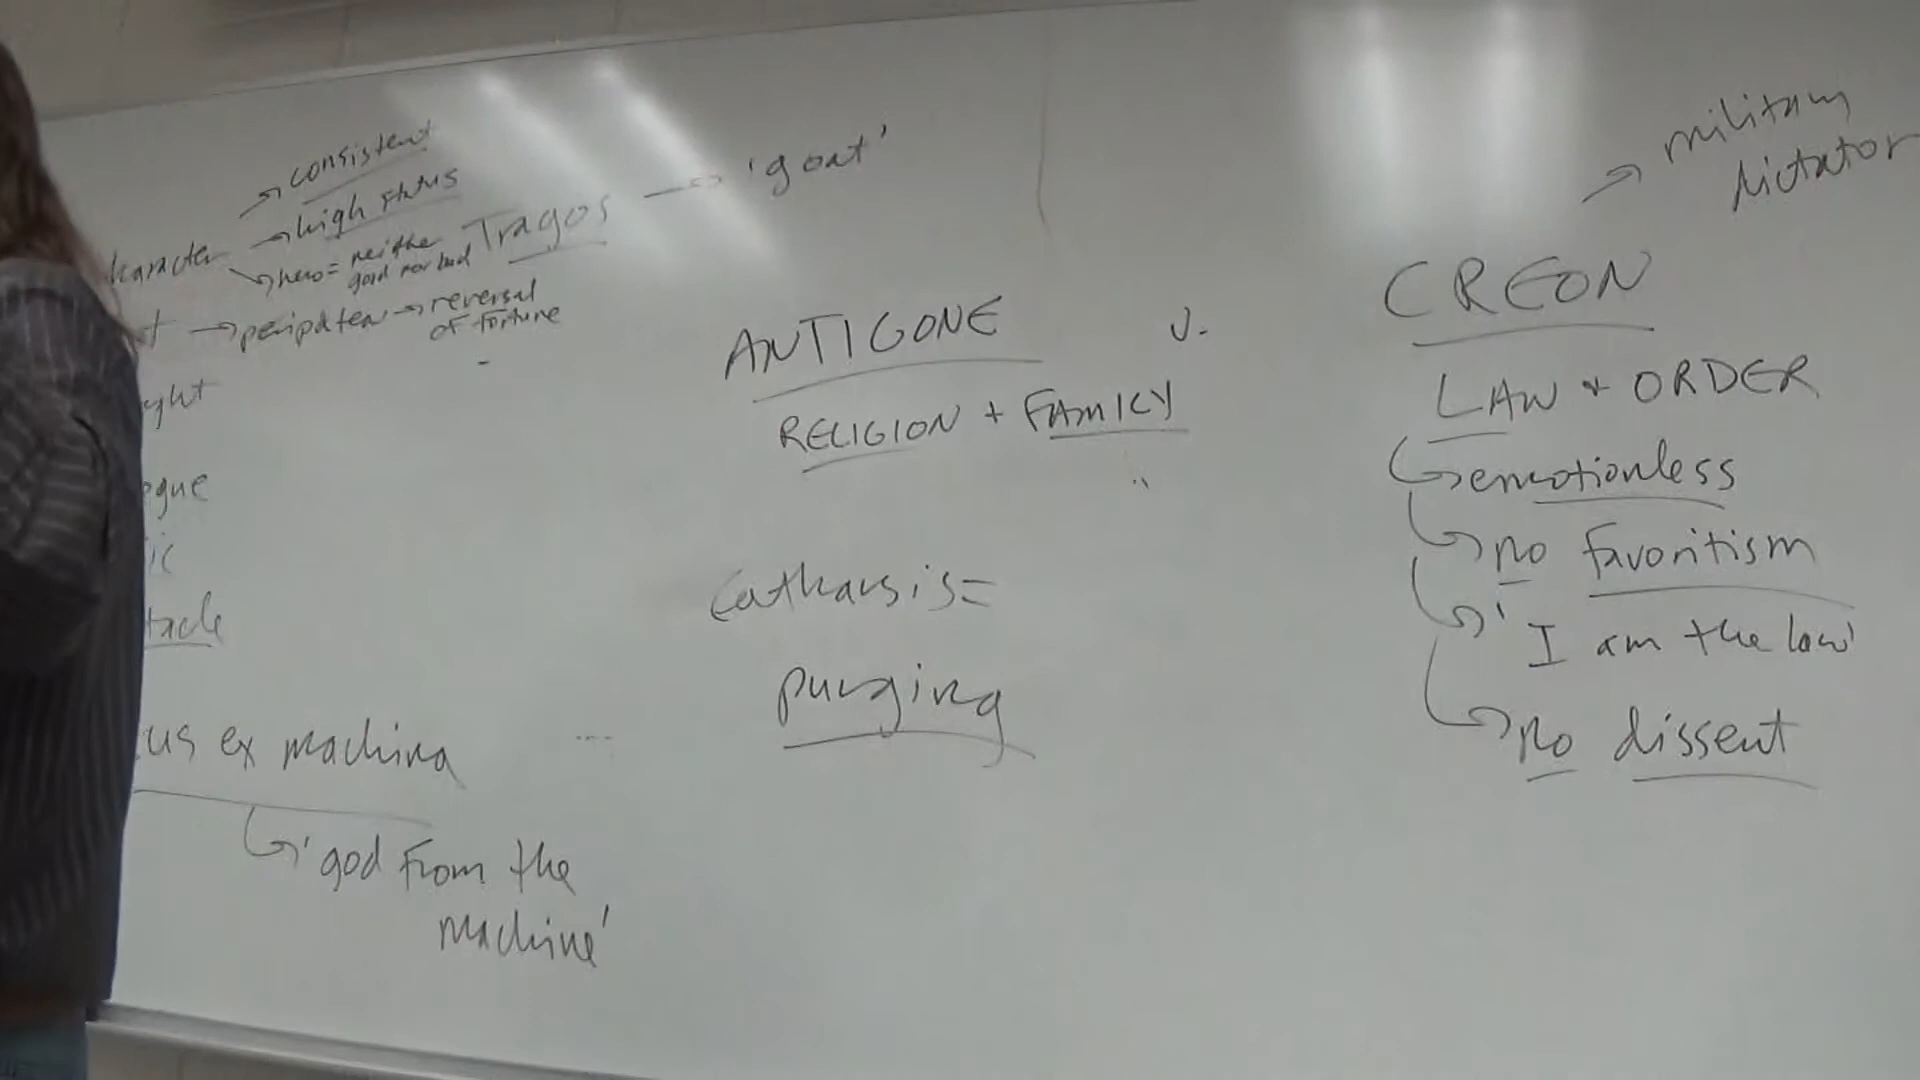 consistent
high status
character
hero = neither
good nor bad
Tragos → 'goat'
→ peripatea → reversal
of fortune
ght
gue
ic
tacle
us ex machina
'god from the
machine'
ANTIGONE v. CREON
RELIGION + FAMILY
Catharsis =
purging
military
dictator
LAW + ORDER
emotionless
no favoritism
'I am the law'
no dissent